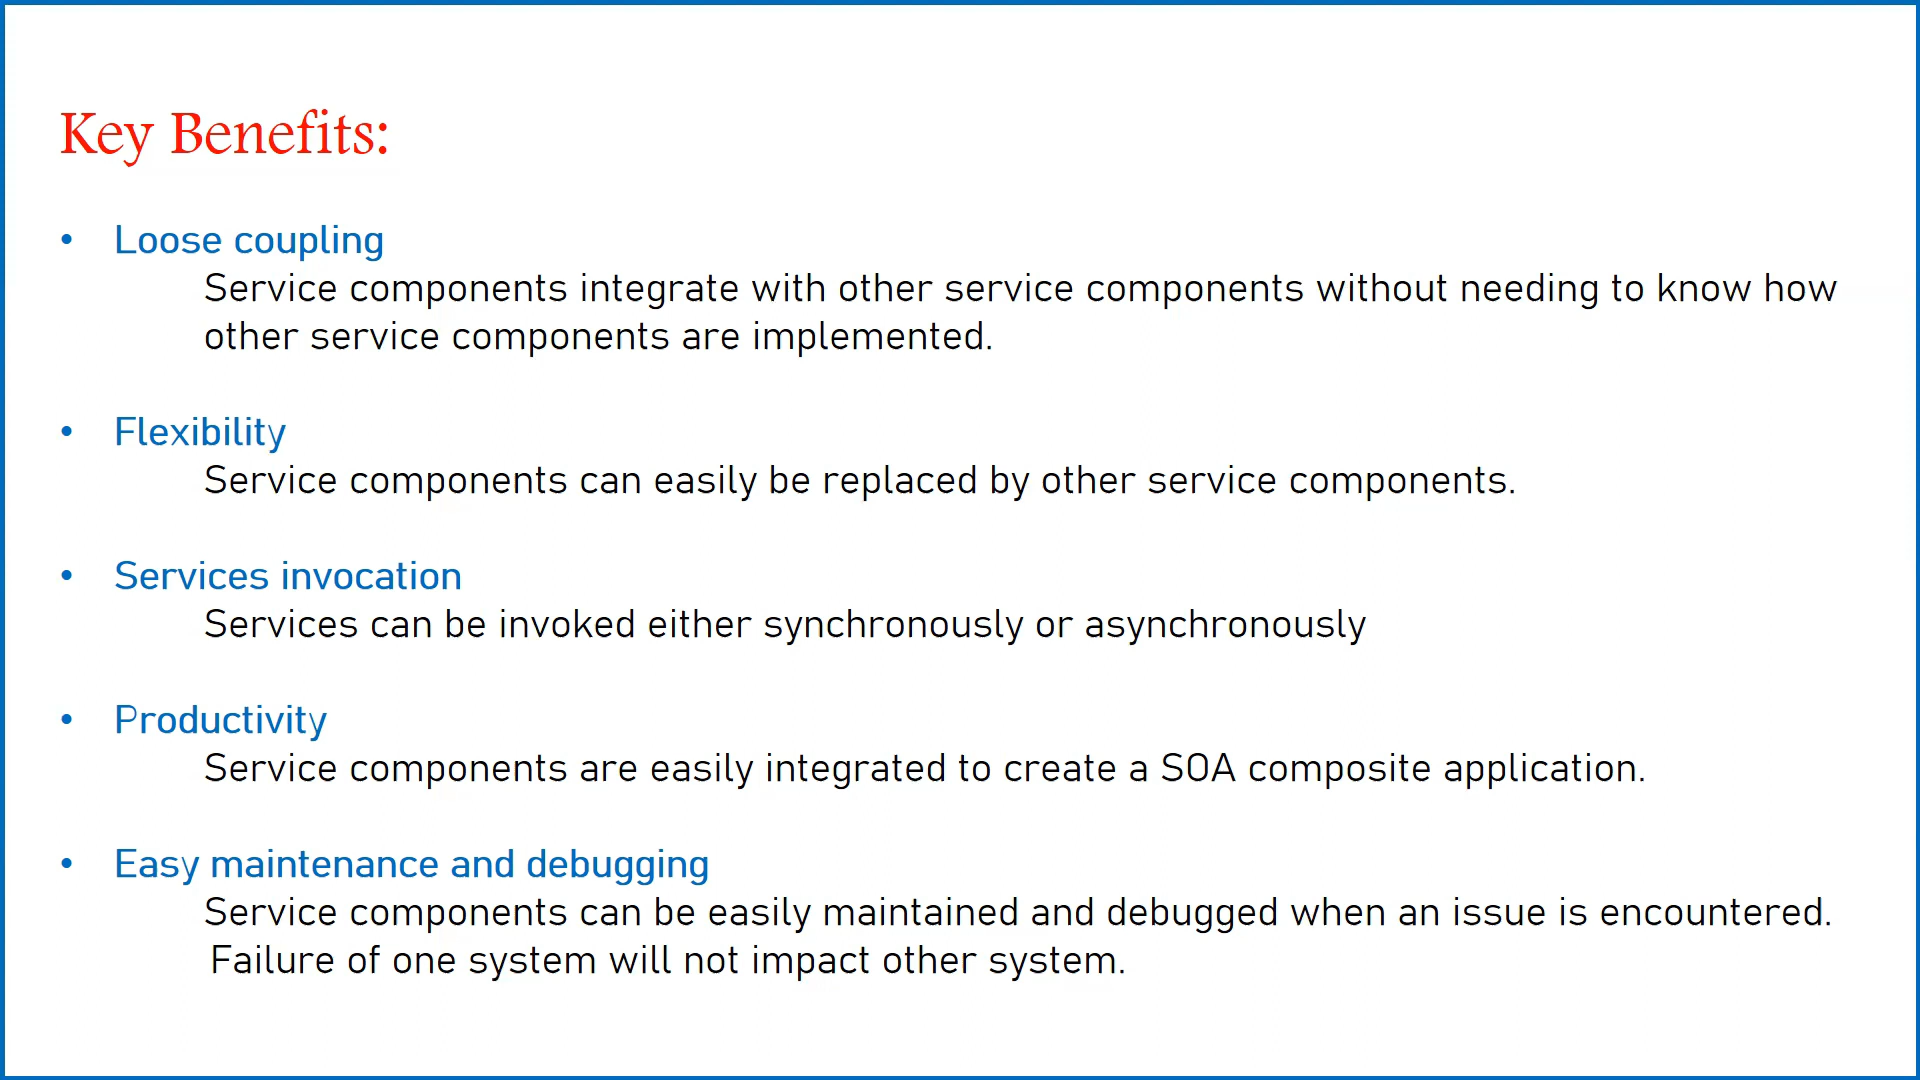 Key Benefits:
• Loose coupling
Service components integrate with other service components without needing to know how
other service components are implemented.
• Flexibility
Service components can easily be replaced by other service components.
• Services invocation
Services can be invoked either synchronously or asynchronously
• Productivity
Service components are easily integrated to create a SOA composite application.
• Easy maintenance and debugging
Service components can be easily maintained and debugged when an issue is encountered.
Failure of one system will not impact other system.